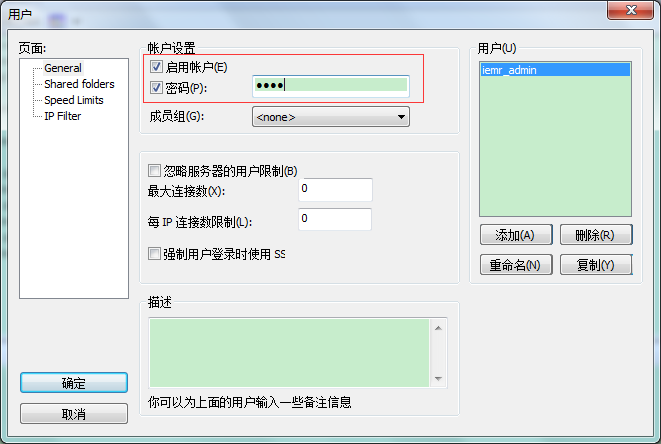 用户
页面:
General
Shared folders
Speed Limits
IP Filter
帐户设置
启用帐户(E)
密码(P): ●●●●
成员组(G): <none>
忽略服务器的用户限制(B)
最大连接数(X): 0
每 IP 连接数限制(L): 0
强制用户登录时使用 SS
描述
你可以为上面的用户输入一些备注信息
用户(U)
iemr_admin
添加(A) 删除(R)
重命名(N) 复制(Y)
确定
取消